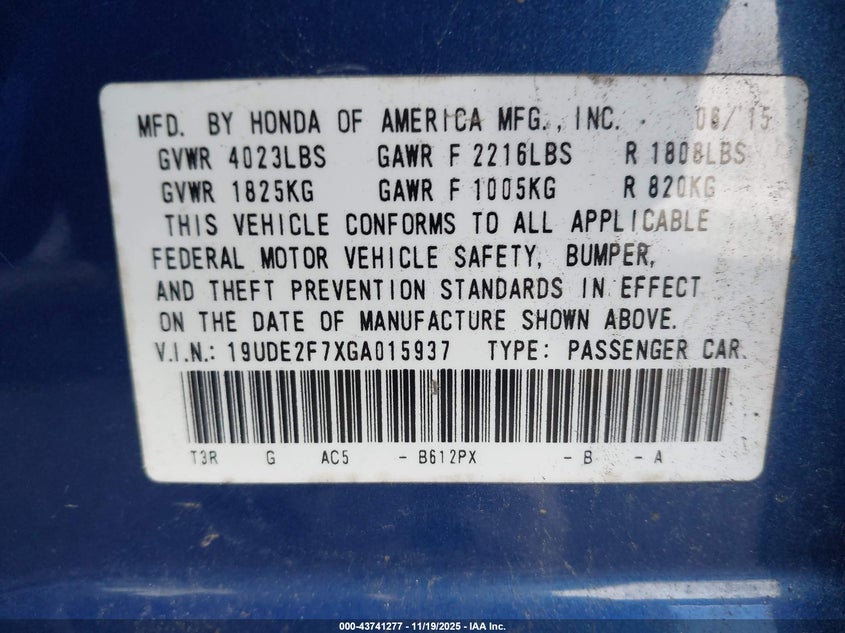 MFD. BY HONDA OF AMERICA MFG., INC. 06/'15
GVWR 4023LBS GAWR F 2216LBS R 1808LBS
GVWR 1825KG GAWR F 1005KG R 820KG
THIS VEHICLE CONFORMS TO ALL APPLICABLE
FEDERAL MOTOR VEHICLE SAFETY, BUMPER,
AND THEFT PREVENTION STANDARDS IN EFFECT
ON THE DATE OF MANUFACTURE SHOWN ABOVE.
V.I.N.: 19UDE2F7XGA015937 TYPE: PASSENGER CAR.
T3R G AC5 - B612PX - B - A
000-43741277 - 11/19/2025 - IAA Inc.